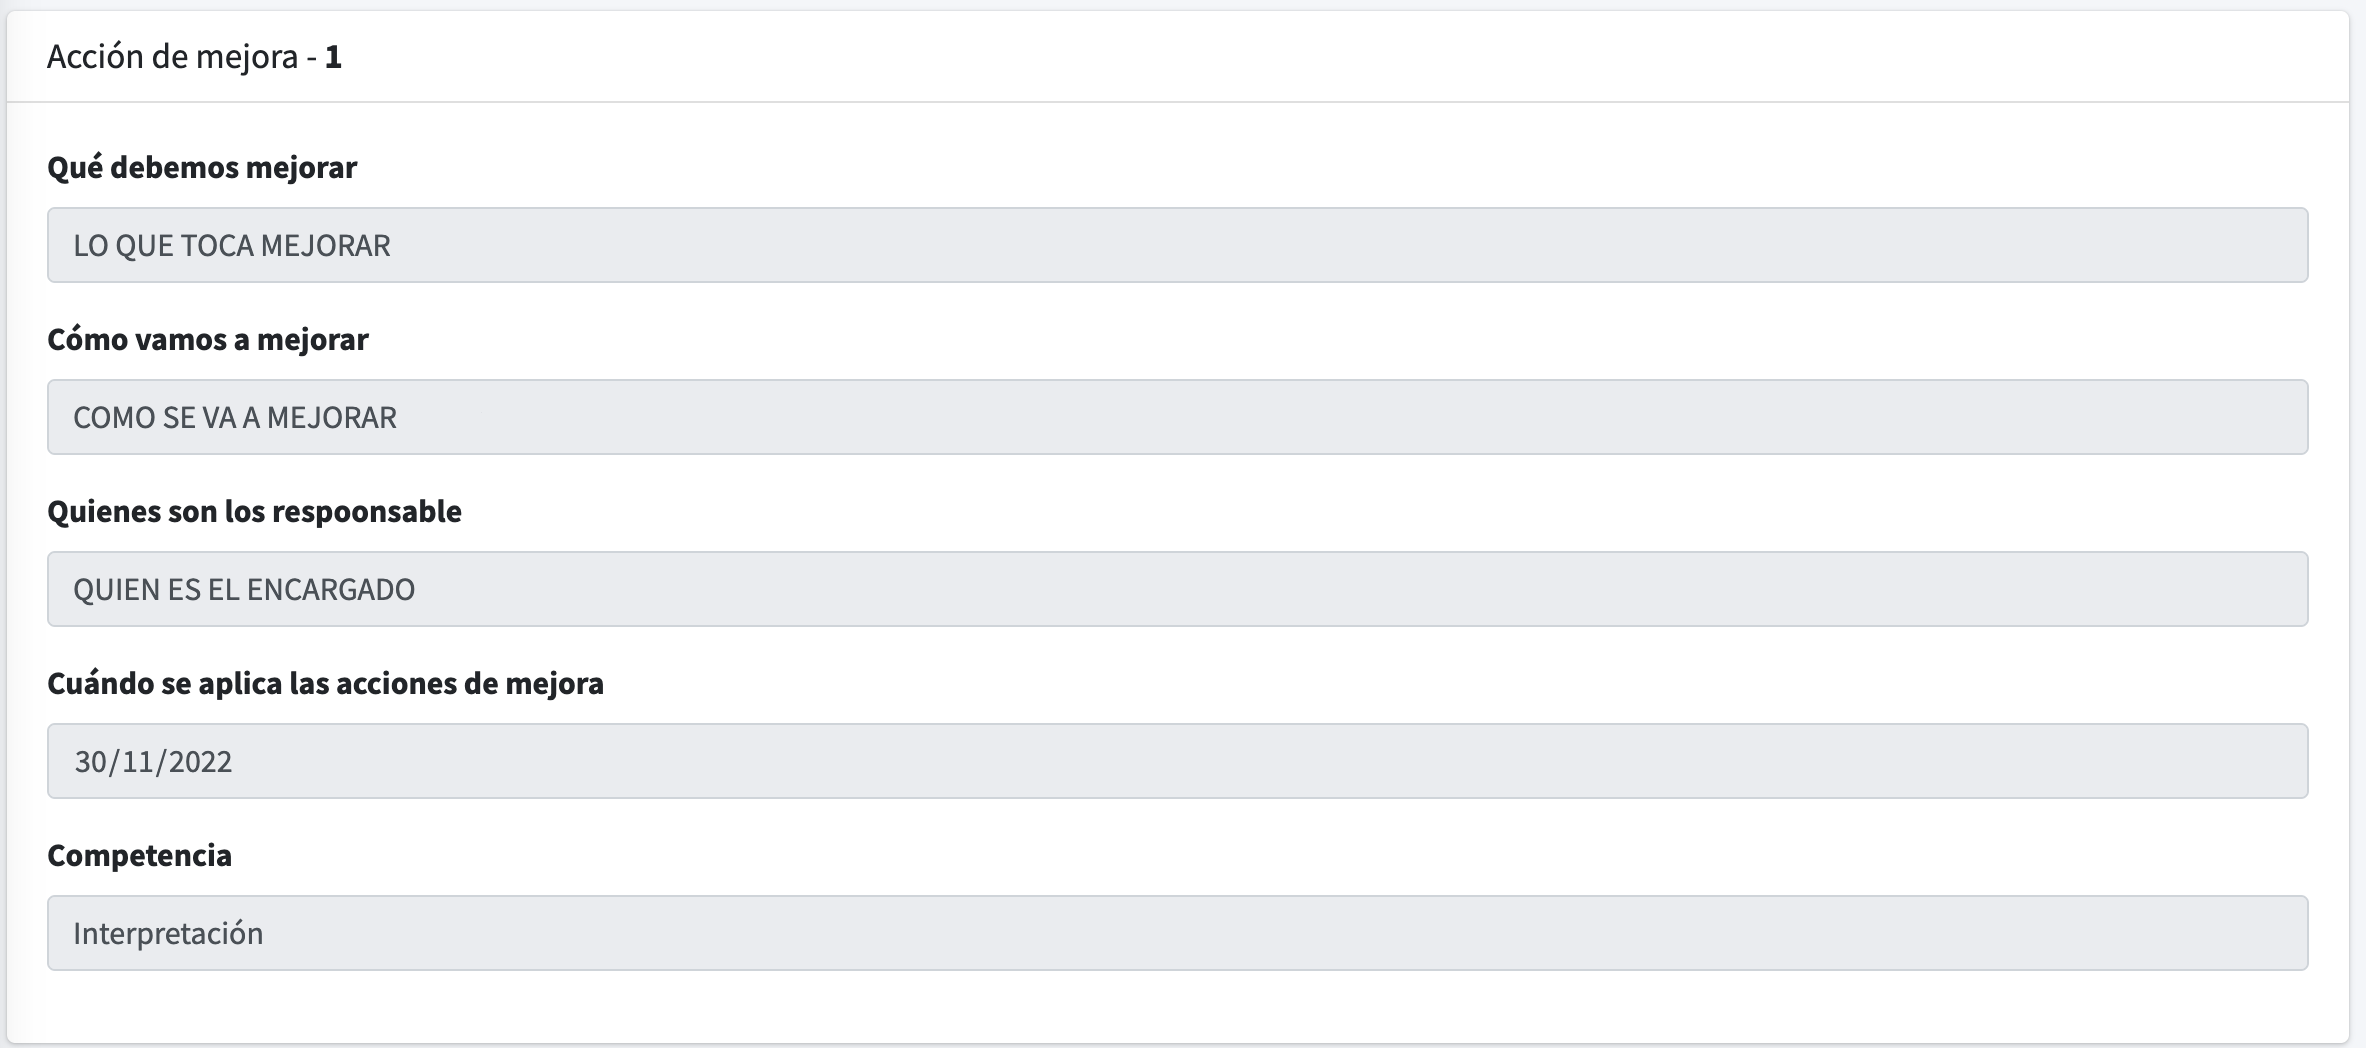 Acción de mejora - 1
Qué debemos mejorar
LO QUE TOCA MEJORAR
Cómo vamos a mejorar
COMO SE VA A MEJORAR
Quienes son los respoonsable
QUIEN ES EL ENCARGADO
Cuándo se aplica las acciones de mejora
30/11/2022
Competencia
Interpretación